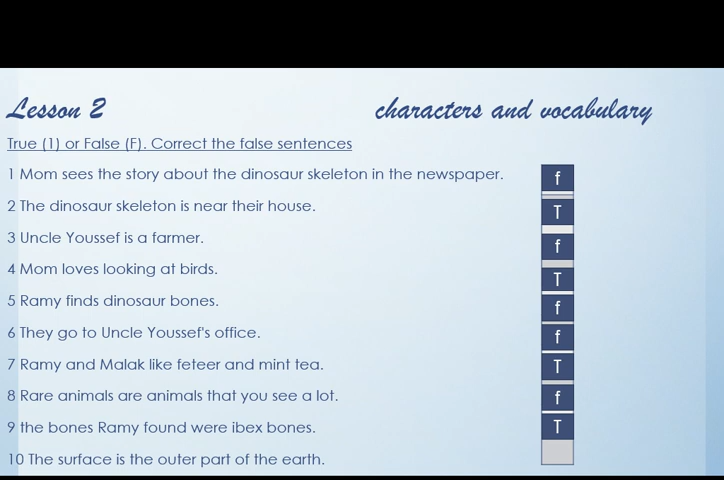 Lesson 2 characters and vocabulary
True (1) or False (F). Correct the false sentences
1 Mom sees the story about the dinosaur skeleton in the newspaper. f
2 The dinosaur skeleton is near their house. T
3 Uncle Youssef is a farmer. f
4 Mom loves looking at birds. T
5 Ramy finds dinosaur bones. f
6 They go to Uncle Youssef's office. f
7 Ramy and Malak like feteer and mint tea. T
8 Rare animals are animals that you see a lot. f
9 the bones Ramy found were ibex bones. T
10 The surface is the outer part of the earth.